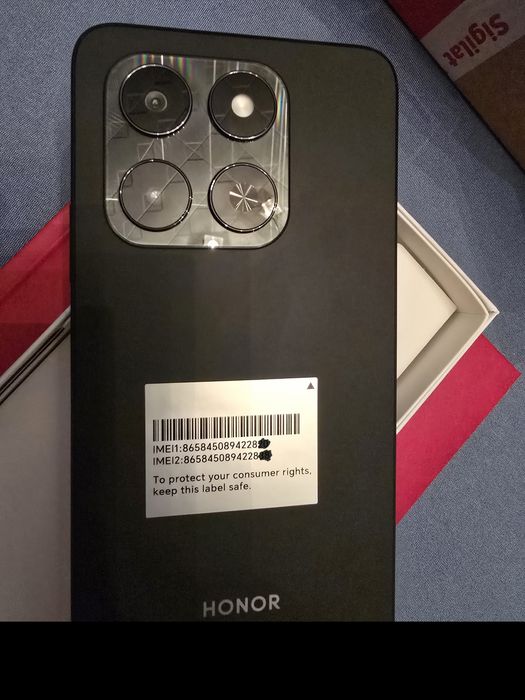 Sigilat
IMEI1:8658450894228
IMEI2:8658450894228
To protect your consumer rights,
keep this label safe.
HONOR